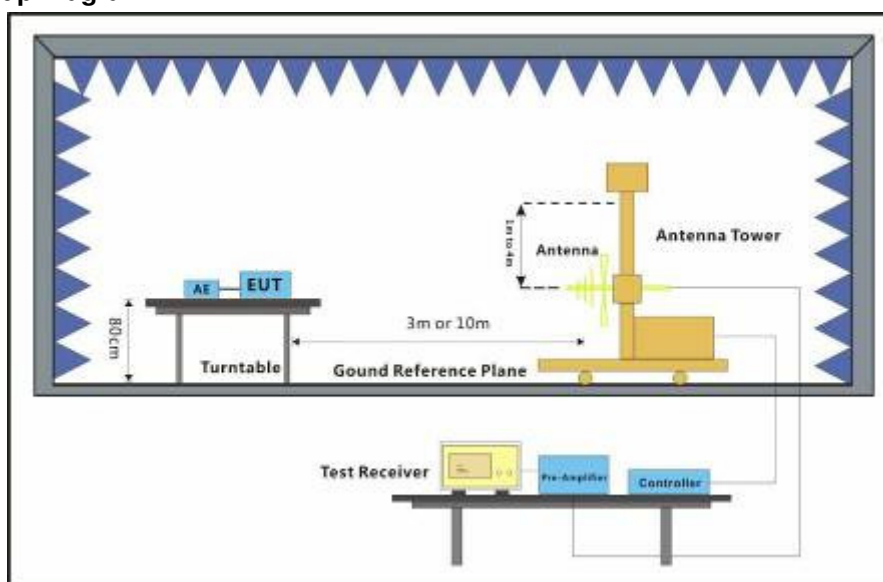 1m to 4m
Antenna
Antenna Tower
AE
EUT
80cm
3m or 10m
Turntable
Gound Reference Plane
Test Receiver
Pre-Amplifier
Controller